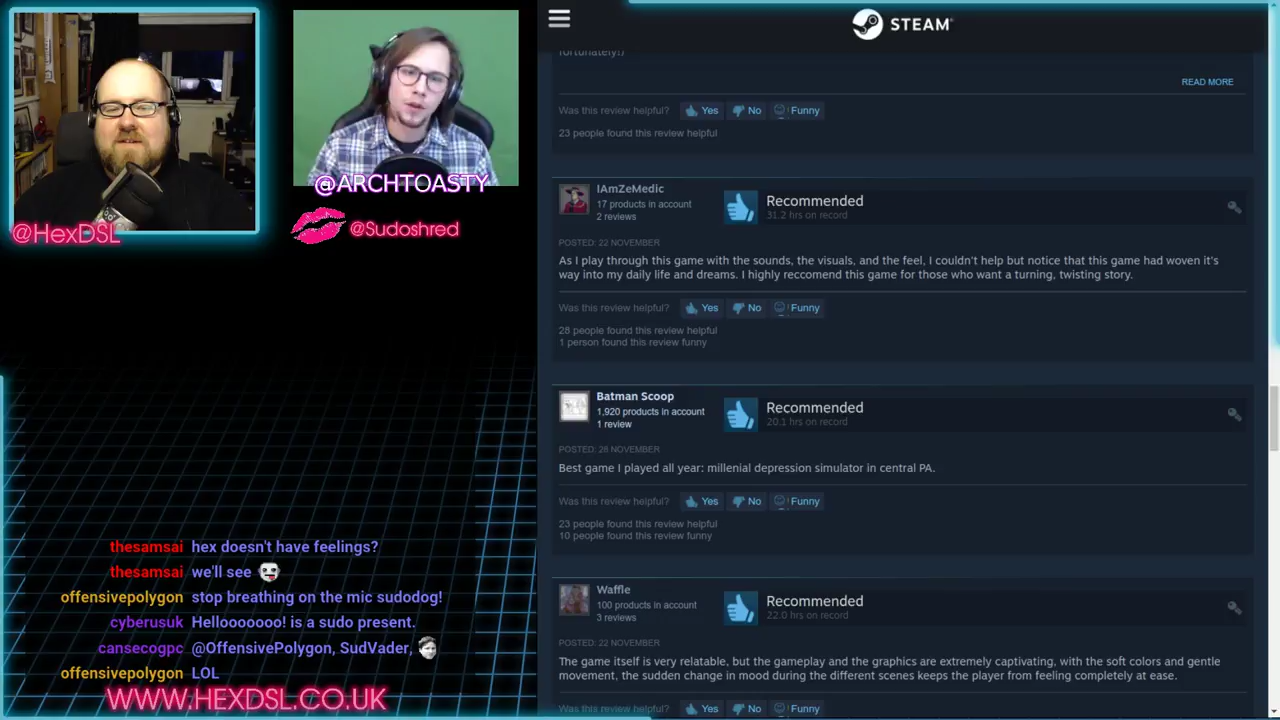 @HexDSL
@ARCHTOASTY
@Sudoshred
thesamsai hex doesn't have feelings?
thesamsai we'll see
offensivepolygon stop breathing on the mic sudodog!
cyberusuk Hellooooooo! is a sudo present.
cansecogpc @OffensivePolygon, SudVader,
offensivepolygon LOL
WWW.HEXDSL.CO.UK
STEAM
fortunately!)
READ MORE
Was this review helpful? Yes No Funny
23 people found this review helpful
IAmZeMedic
17 products in account
2 reviews
Recommended
31.2 hrs on record
POSTED: 22 NOVEMBER
As I play through this game with the sounds, the visuals, and the feel, I couldn't help but notice that this game had woven it's
way into my daily life and dreams. I highly reccomend this game for those who want a turning, twisting story.
Was this review helpful? Yes No Funny
28 people found this review helpful
1 person found this review funny
Batman Scoop
1,920 products in account
1 review
Recommended
20.1 hrs on record
POSTED: 28 NOVEMBER
Best game I played all year: millenial depression simulator in central PA.
Was this review helpful? Yes No Funny
23 people found this review helpful
10 people found this review funny
Waffle
100 products in account
3 reviews
Recommended
22.0 hrs on record
POSTED: 22 NOVEMBER
The game itself is very relatable, but the gameplay and the graphics are extremely captivating, with the soft colors and gentle
movement, the sudden change in mood during the different scenes keeps the player from feeling completely at ease.
Was this review helpful? Yes No Funny